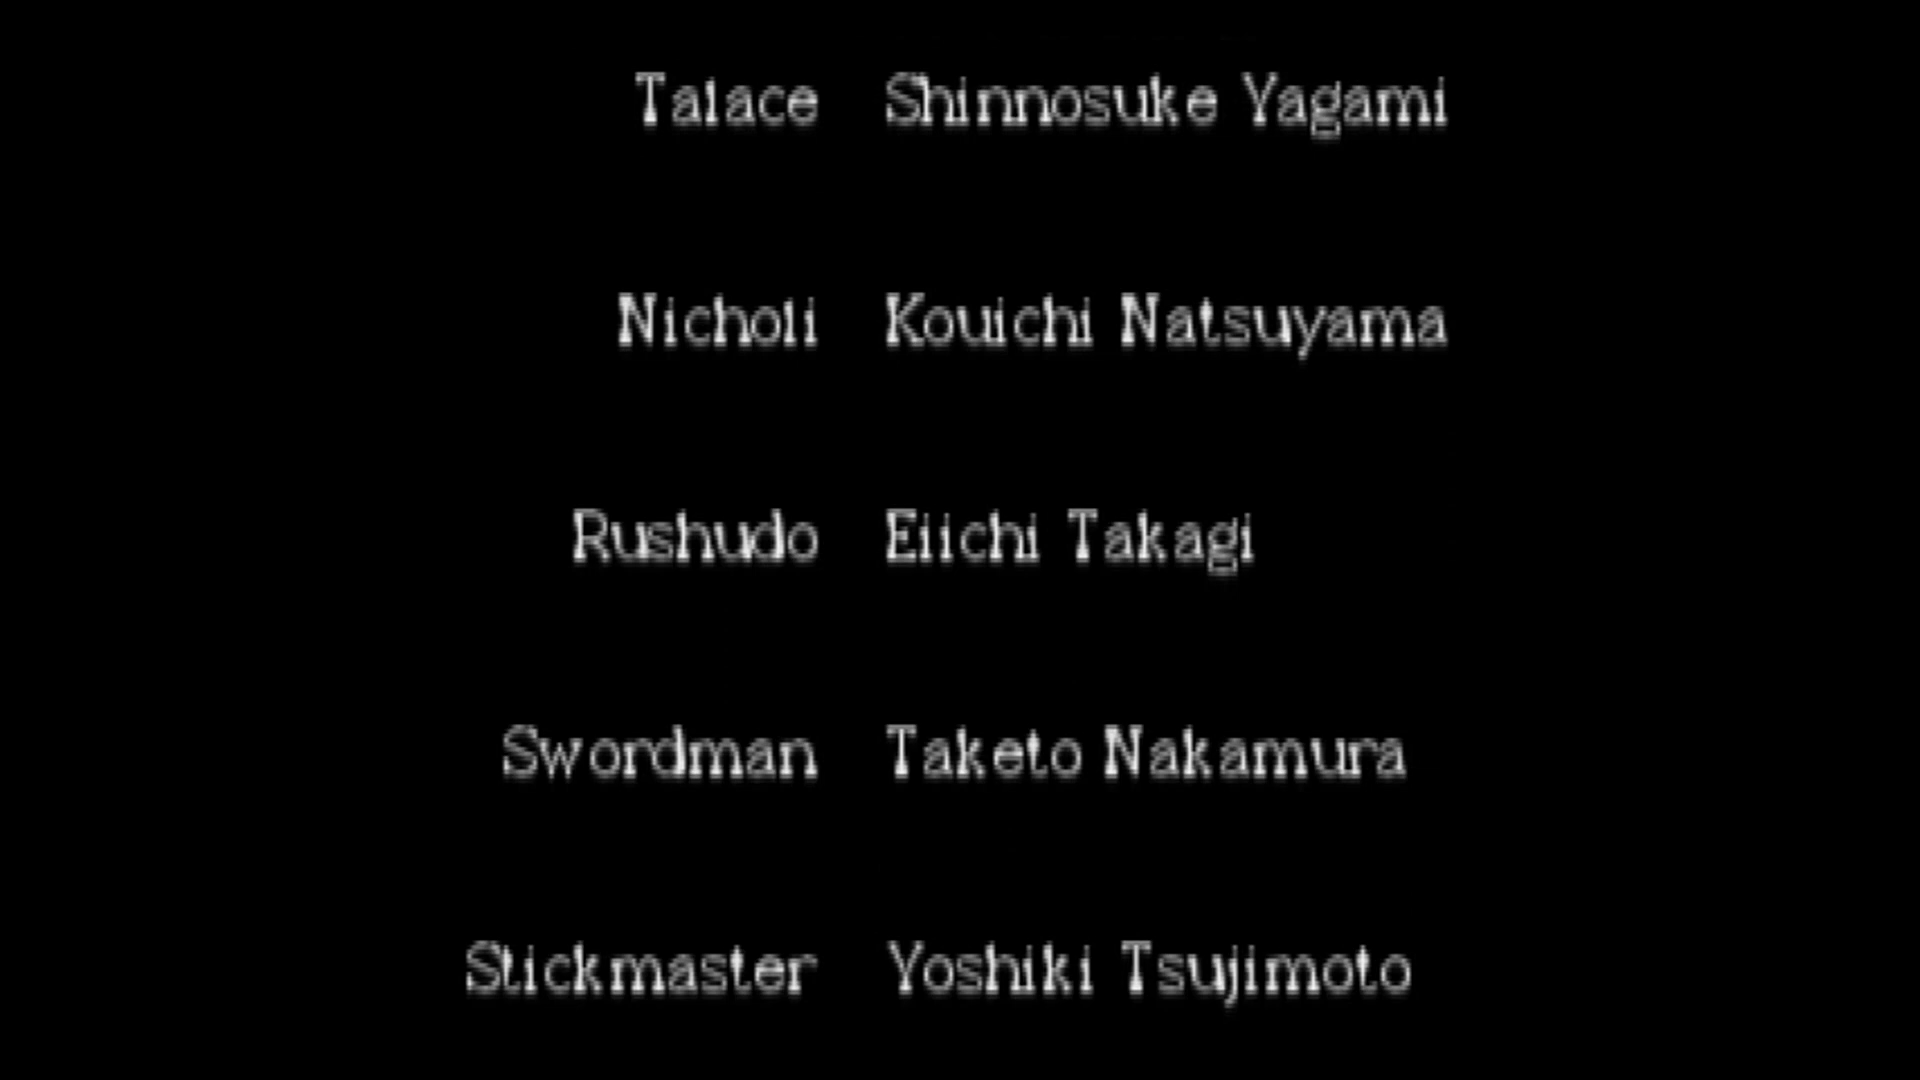 Talace Shinnosuke Yagami
Nicholi Kouichi Natsuyama
Rushudo Eiichi Takagi
Swordman Taketo Nakamura
Stickmaster Yoshiki Tsujimoto